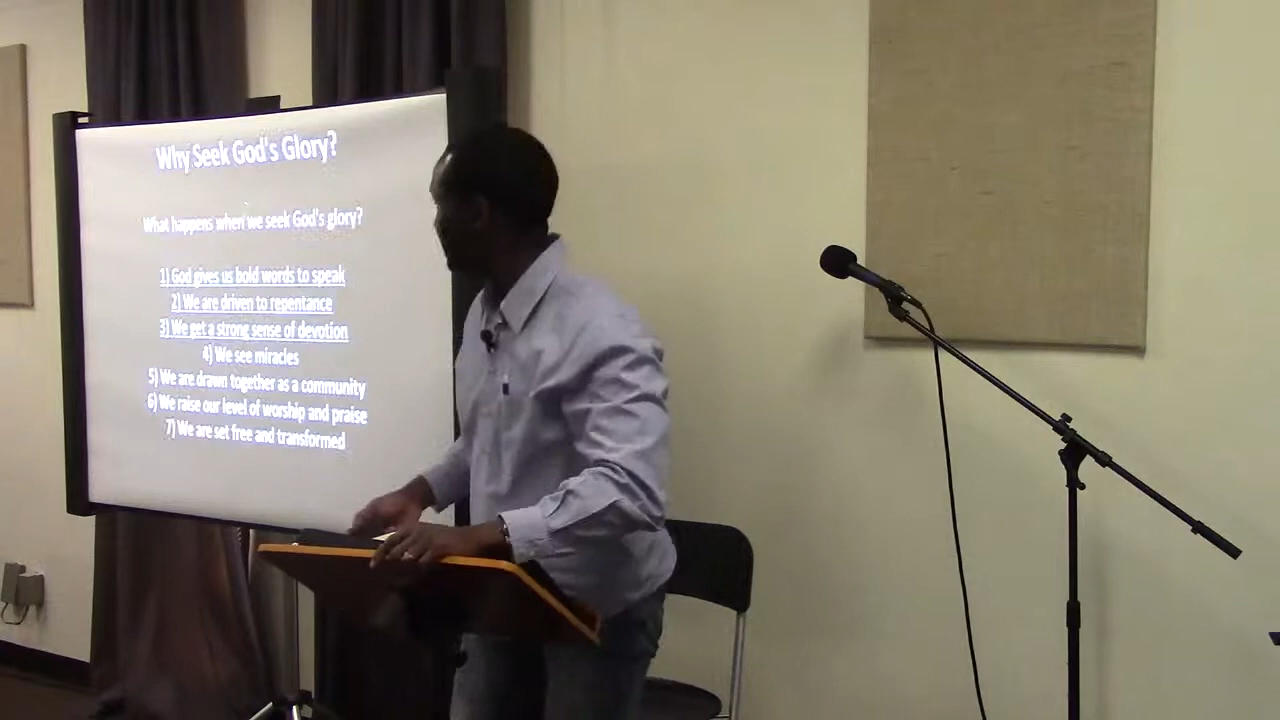 Why Seek God's Glory?
What happens when we seek God's glory?
1) God gives us bold words to speak
2) We are driven to repentance
3) We get a strong sense of devotion
4) We see miracles
5) We are drawn together as a community
6) We raise our level of worship and praise
7) We are set free and transformed